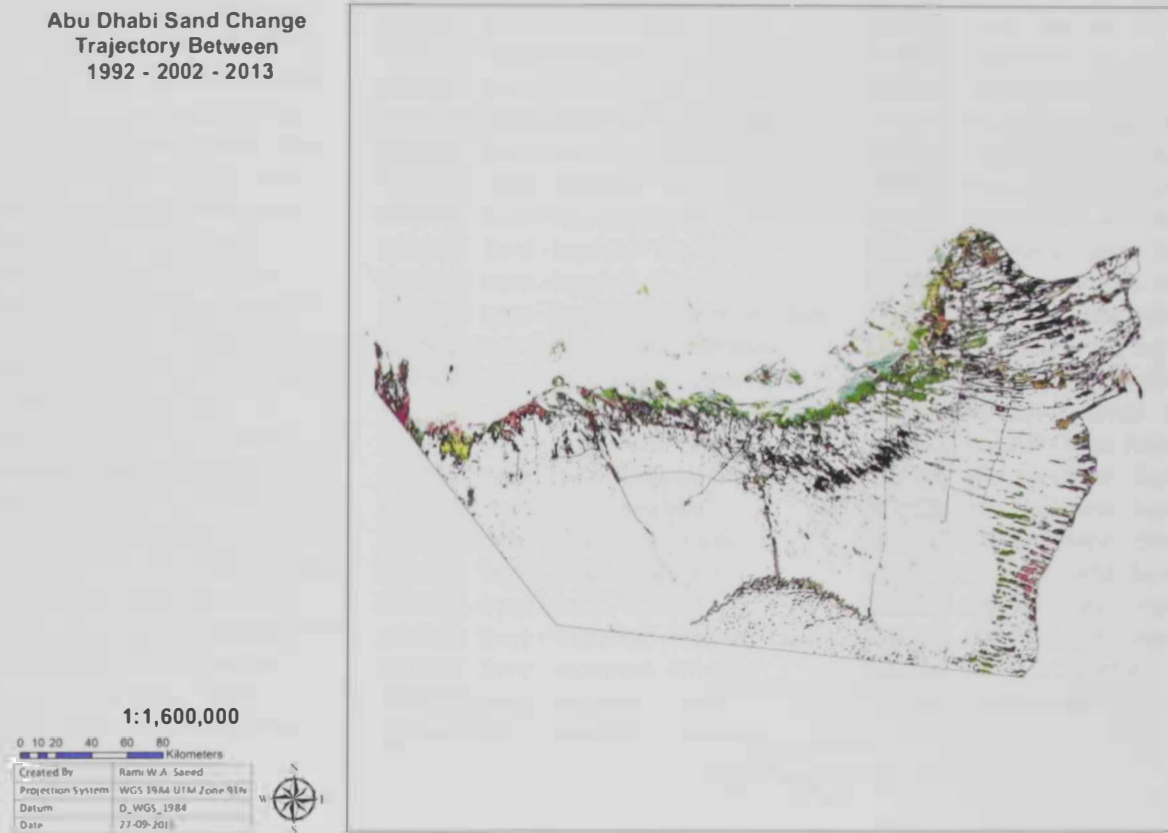 Abu Dhabi Sand Change
Trajectory Between
1992 - 2002 - 2013
1:1,600,000
0 10 20 40 60 80
Kilometers
Created By Rami W.A. Saeed
Projection System WGS 1984 UTM Zone
Datum D_WGS_1984
Date
W
S